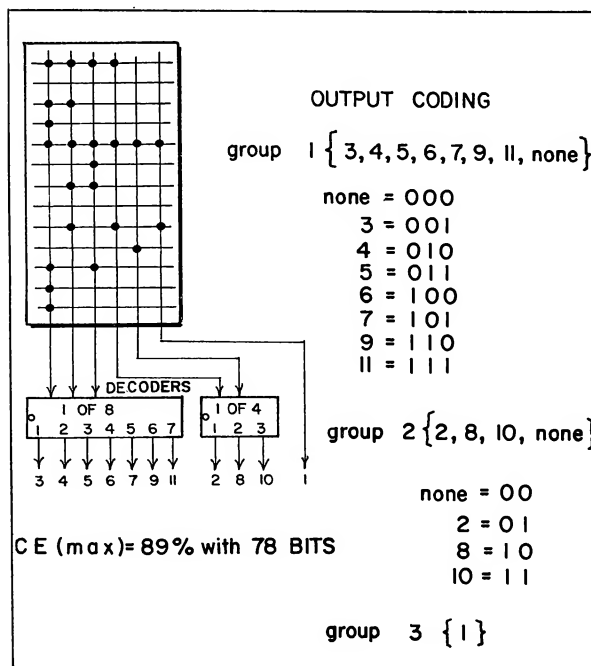 OUTPUT CODING
group 1 { 3, 4, 5, 6, 7, 9, 11, none }
none = 000
3 = 001
4 = 010
5 = 011
6 = 100
7 = 101
9 = 110
11 = 111
DECODERS
1 OF 8
1 2 3 4 5 6 7
3 4 5 6 7 9 11
1 OF 4
1 2 3
2 8 10
1
group 2 { 2, 8, 10, none }
none = 00
2 = 01
8 = 10
10 = 11
CE (max) = 89% with 78 BITS
group 3 { 1 }